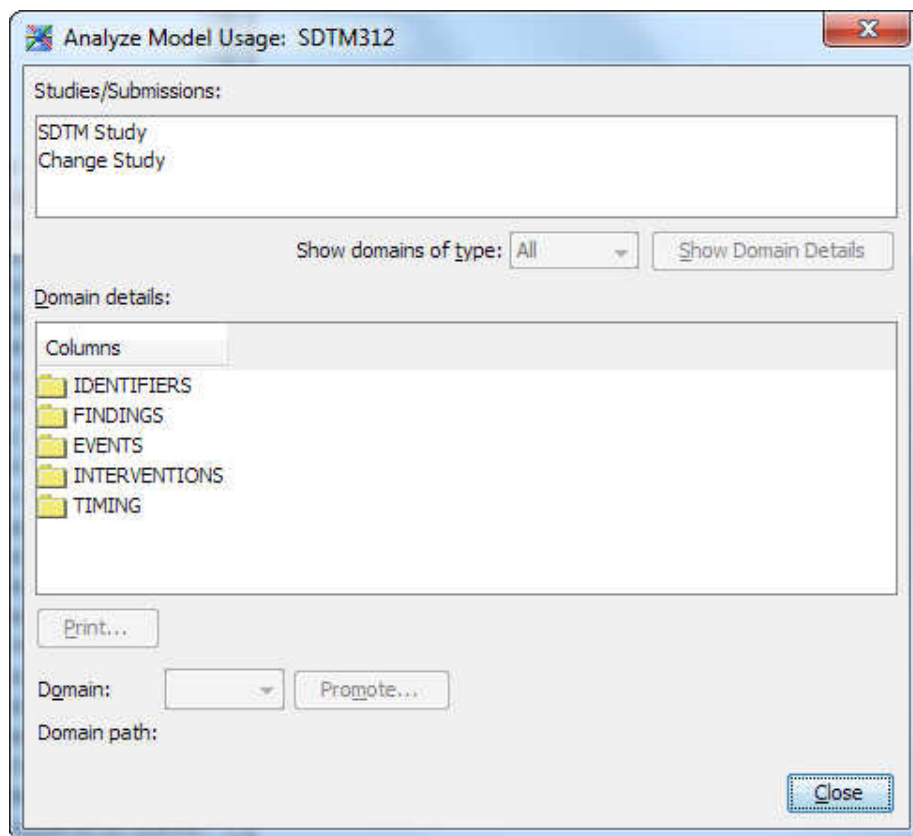 Analyze Model Usage: SDTM312
Studies/Submissions:
SDTM Study
Change Study
Show domains of type: All Show Domain Details
Domain details:
Columns
IDENTIFIERS
FINDINGS
EVENTS
INTERVENTIONS
TIMING
Print...
Domain: Promote...
Domain path:
Close